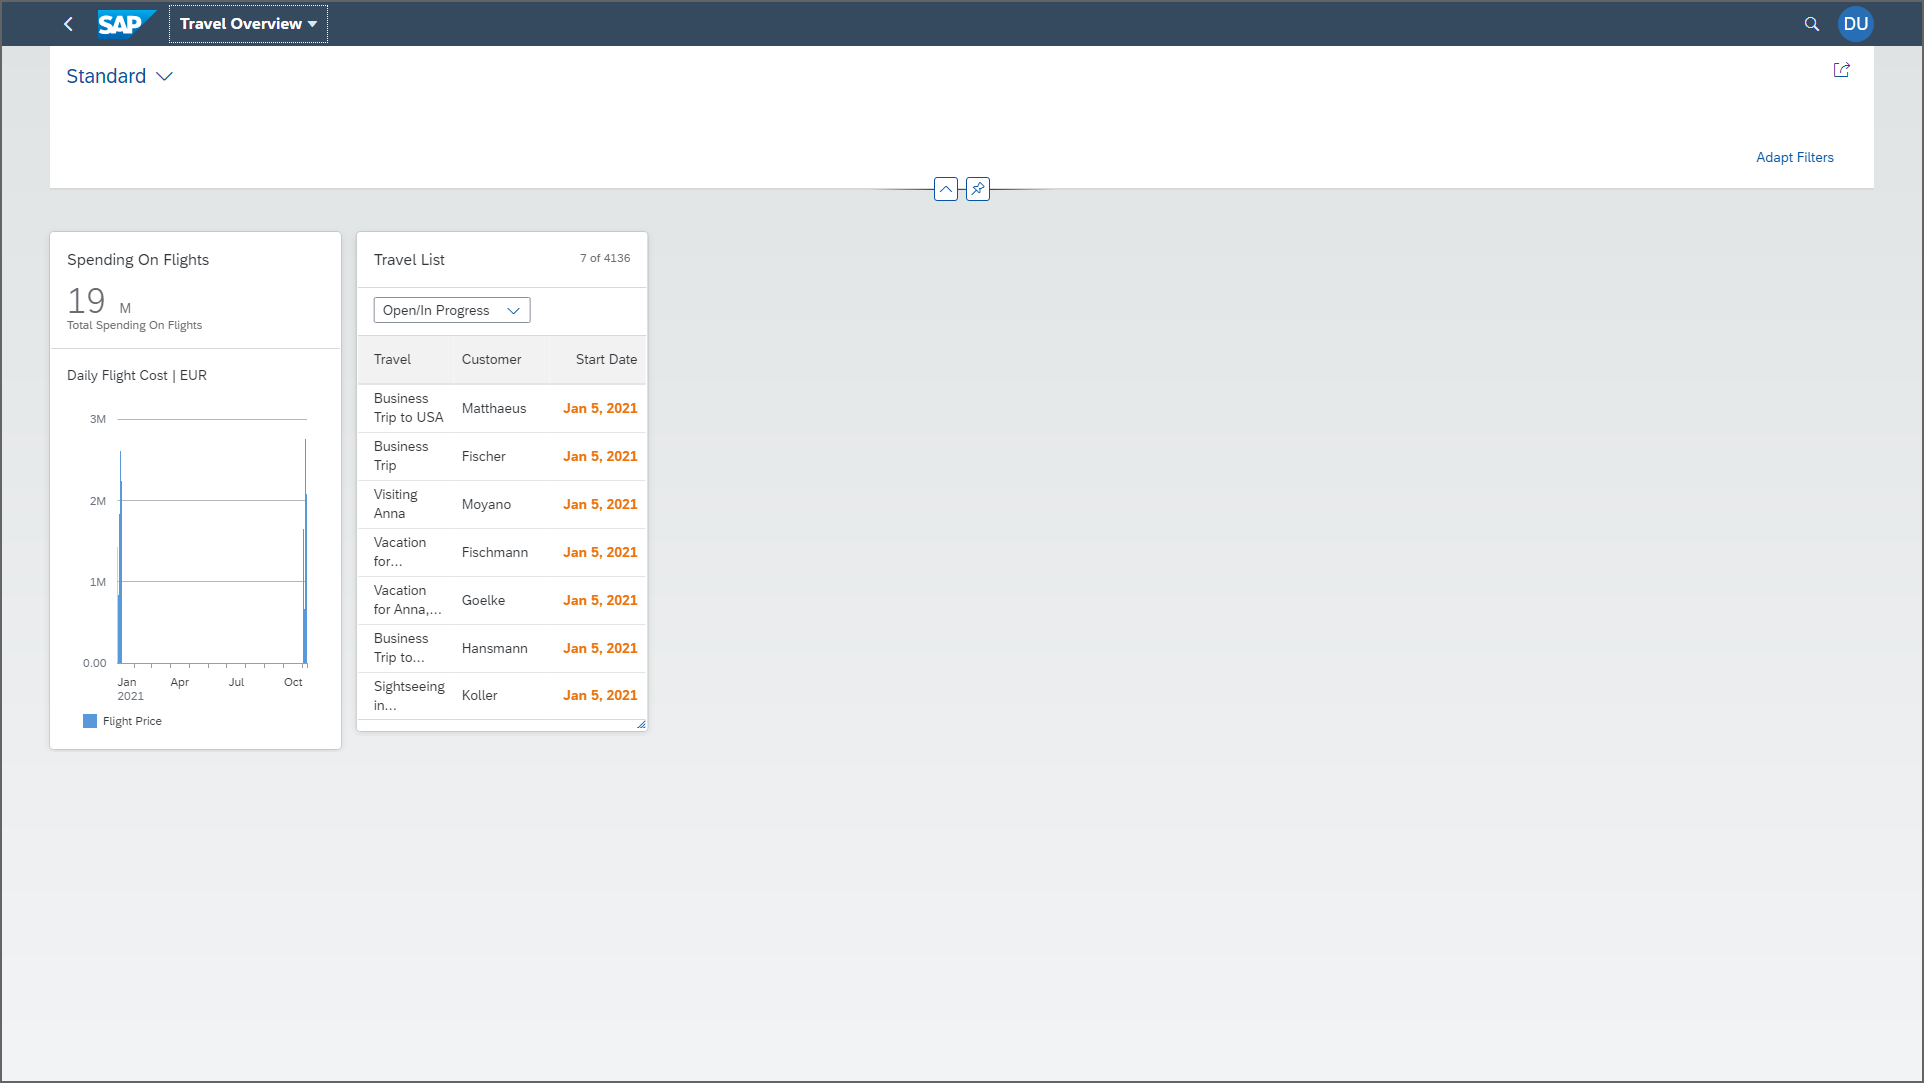 SAP Travel Overview DU
Standard
Adapt Filters
Spending On Flights
19 M
Total Spending On Flights
Daily Flight Cost | EUR
3M
2M
1M
0.00
Jan Apr Jul Oct
2021
Flight Price
Travel List 7 of 4136
Open/In Progress
Travel Customer Start Date
Business
Trip to USA Matthaeus Jan 5, 2021
Business
Trip Fischer Jan 5, 2021
Visiting
Anna Moyano Jan 5, 2021
Vacation
for... Fischmann Jan 5, 2021
Vacation
for Anna,... Goelke Jan 5, 2021
Business
Trip to... Hansmann Jan 5, 2021
Sightseeing
in... Koller Jan 5, 2021